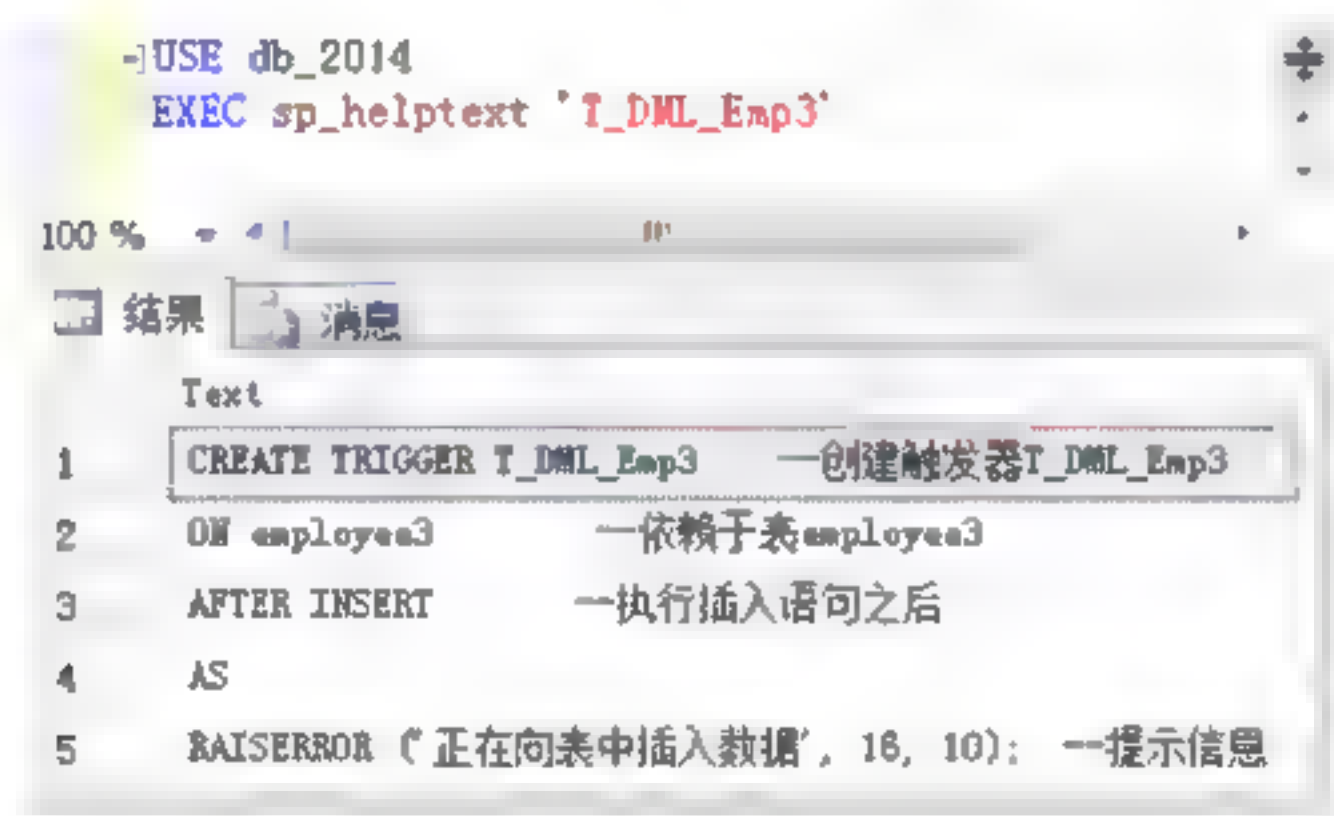 USE db_2014
EXEC sp_helptext 'T_DML_Emp3'
100 %
结果 消息
Text
1 CREATE TRIGGER T_DML_Emp3 --创建触发器T_DML_Emp3
2 ON employee3 --依赖于表employee3
3 AFTER INSERT --执行插入语句之后
4 AS
5 RAISERROR ('正在向表中插入数据', 16, 10); --提示信息